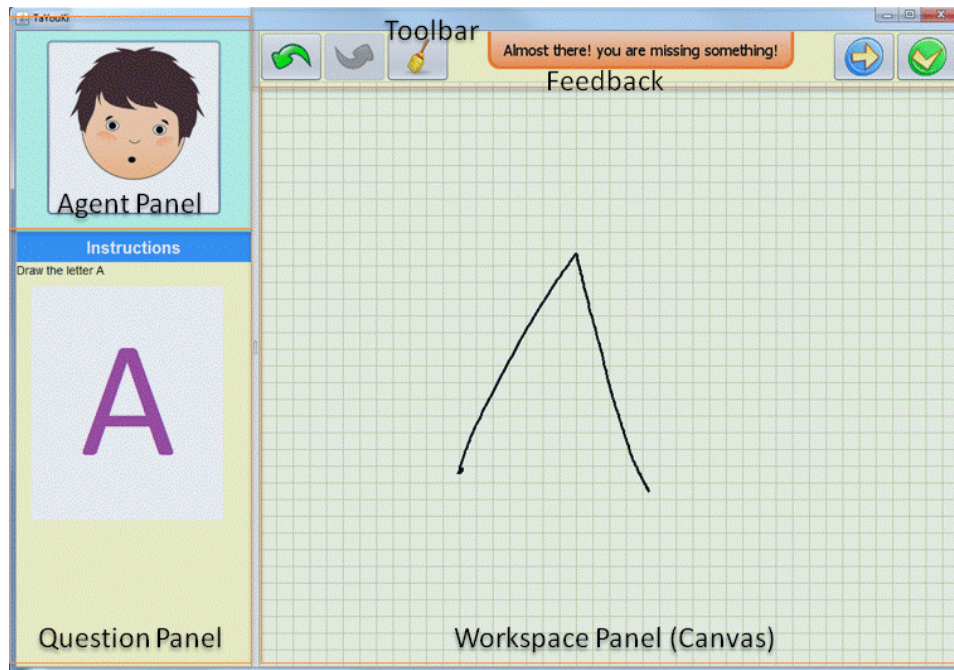 TaYouKi
Toolbar
Almost there! you are missing something!
Feedback
Agent Panel
Instructions
Draw the letter A
A
Question Panel
Workspace Panel (Canvas)